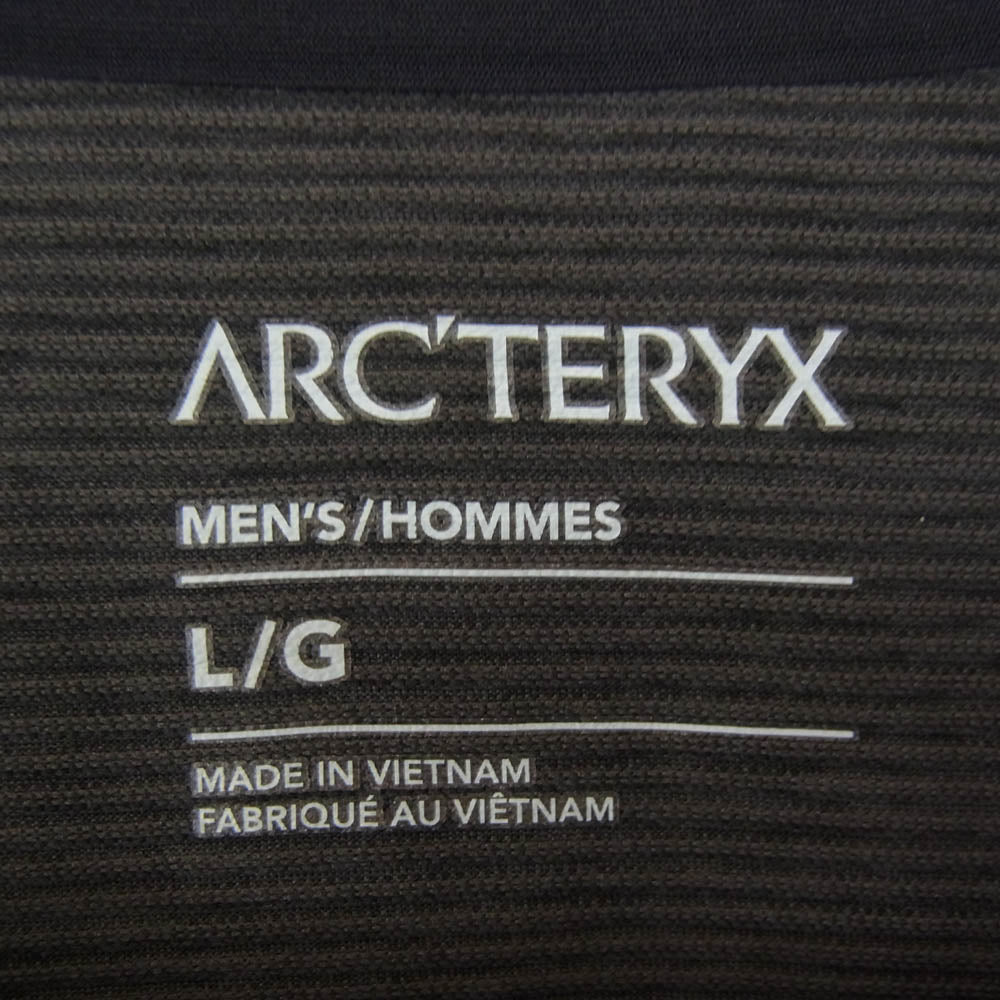 ARC'TERYX
MEN'S/HOMMES
L/G
MADE IN VIETNAM
FABRIQUÉ AU VIÊTNAM